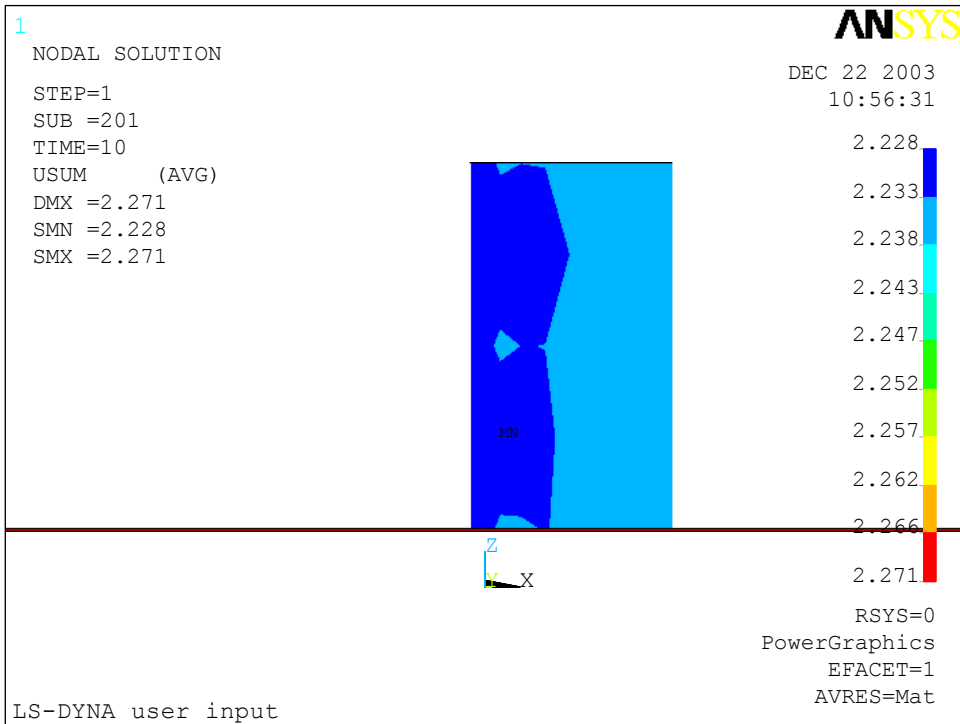 1
ANSYS
NODAL SOLUTION
DEC 22 2003
10:56:31
STEP=1
SUB =201
TIME=10
USUM (AVG)
DMX =2.271
SMN =2.228
SMX =2.271
2.228
2.233
2.238
2.243
2.247
2.252
2.257
2.262
2.266
2.271
MN
Z
Y
X
RSYS=0
PowerGraphics
EFACET=1
AVRES=Mat
LS-DYNA user input